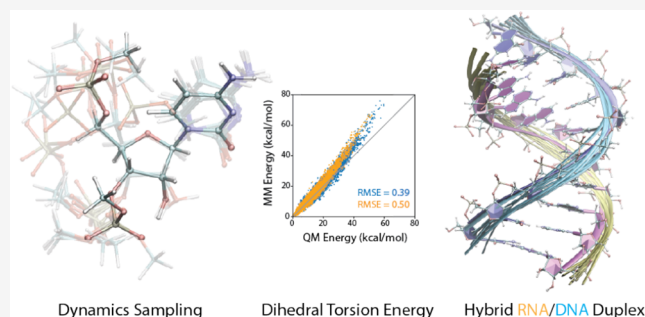 80
60
40
20
0
0 20 40 60 80
MM Energy (kcal/mol)
QM Energy (kcal/mol)
RMSE = 0.39
RMSE = 0.50
Dynamics Sampling
Dihedral Torsion Energy
Hybrid RNA/DNA Duplex